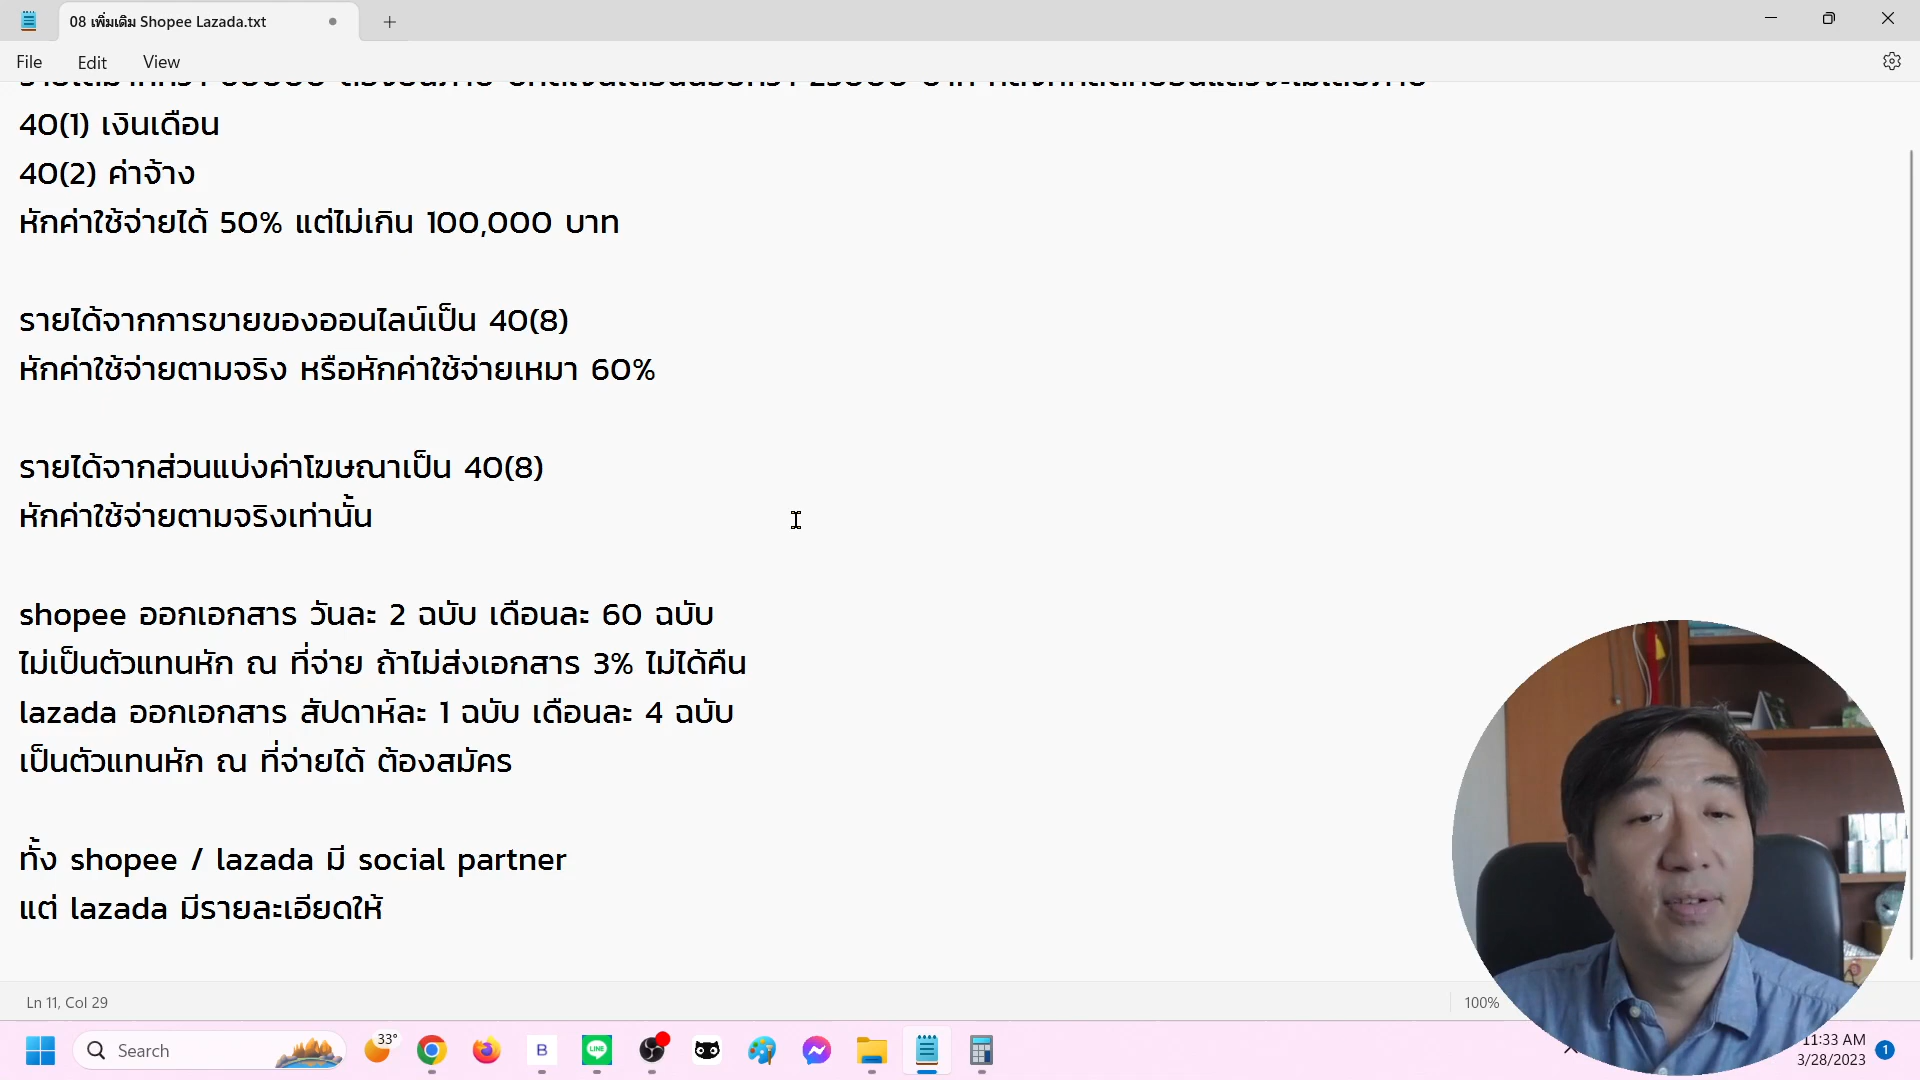 08 เพิ่มเติม Shopee Lazada.txt
File Edit View
40(1) เงินเดือน
40(2) ค่าจ้าง
หักค่าใช้จ่ายได้ 50% แต่ไม่เกิน 100,000 บาท
รายได้จากการขายของออนไลน์เป็น 40(8)
หักค่าใช้จ่ายตามจริง หรือหักค่าใช้จ่ายเหมา 60%
รายได้จากส่วนแบ่งค่าโฆษณาเป็น 40(8)
หักค่าใช้จ่ายตามจริงเท่านั้น
shopee ออกเอกสาร วันละ 2 ฉบับ เดือนละ 60 ฉบับ
ไม่เป็นตัวแทนหัก ณ ที่จ่าย ถ้าไม่ส่งเอกสาร 3% ไม่ได้คืน
lazada ออกเอกสาร สัปดาห์ละ 1 ฉบับ เดือนละ 4 ฉบับ
เป็นตัวแทนหัก ณ ที่จ่ายได้ ต้องสมัคร
ทั้ง shopee / lazada มี social partner
แต่ lazada มีรายละเอียดให้
Ln 11, Col 29
100%
Search
33°
B
LINE
11:33 AM
3/28/2023
1